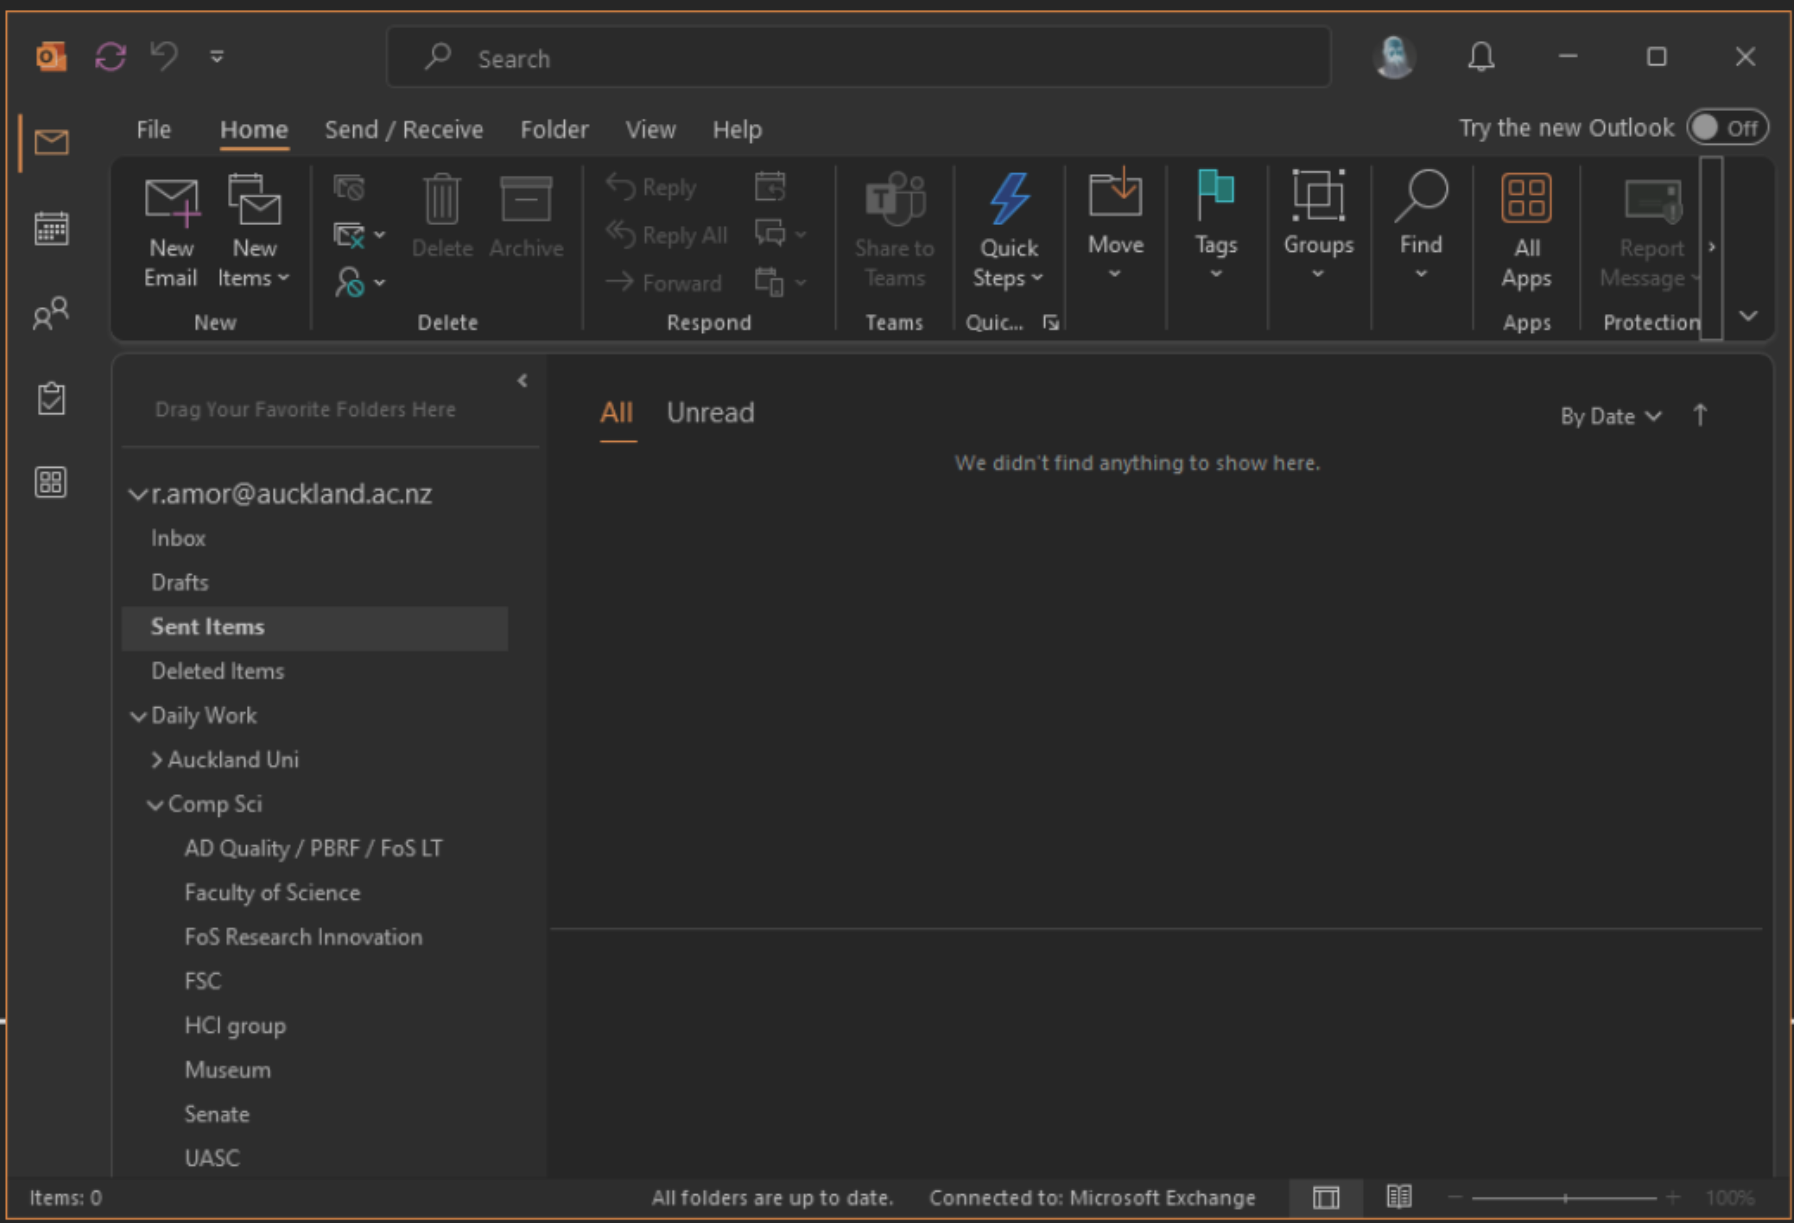 Search
File Home Send / Receive Folder View Help
Try the new Outlook Off
New Email
New Items
New
Delete
Archive
Delete
Reply
Reply All
Forward
Respond
Share to Teams
Teams
Quick Steps
Quic...
Move
Tags
Groups
Find
All Apps
Apps
Report Message
Protection
Drag Your Favorite Folders Here
r.amor@auckland.ac.nz
Inbox
Drafts
Sent Items
Deleted Items
Daily Work
Auckland Uni
Comp Sci
AD Quality / PBRF / FoS LT
Faculty of Science
FoS Research Innovation
FSC
HCI group
Museum
Senate
UASC
All Unread
By Date
We didn't find anything to show here.
Items: 0
All folders are up to date. Connected to: Microsoft Exchange
100%